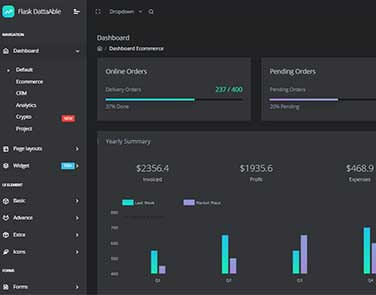 Flask DattaAble
Dropdown
NAVIGATION
Dashboard
Default
Ecommerce
CRM
Analytics
Crypto NEW
Project
Page layouts
Widget 100+
UI ELEMENT
Basic
Advance
Extra
Icons
FORMS
Forms
Dashboard
/ Dashboard Ecommerce
Online Orders
Delivery Orders 237 / 400
37% Done
Pending Orders
Pending Orders
20% Pending
Yearly Summary
$2356.4 $1935.6 $468.9
Invoiced Profit Expenses
Last Week Market Place
800
700
600
500
400
Q1 Q2 Q3 Q4